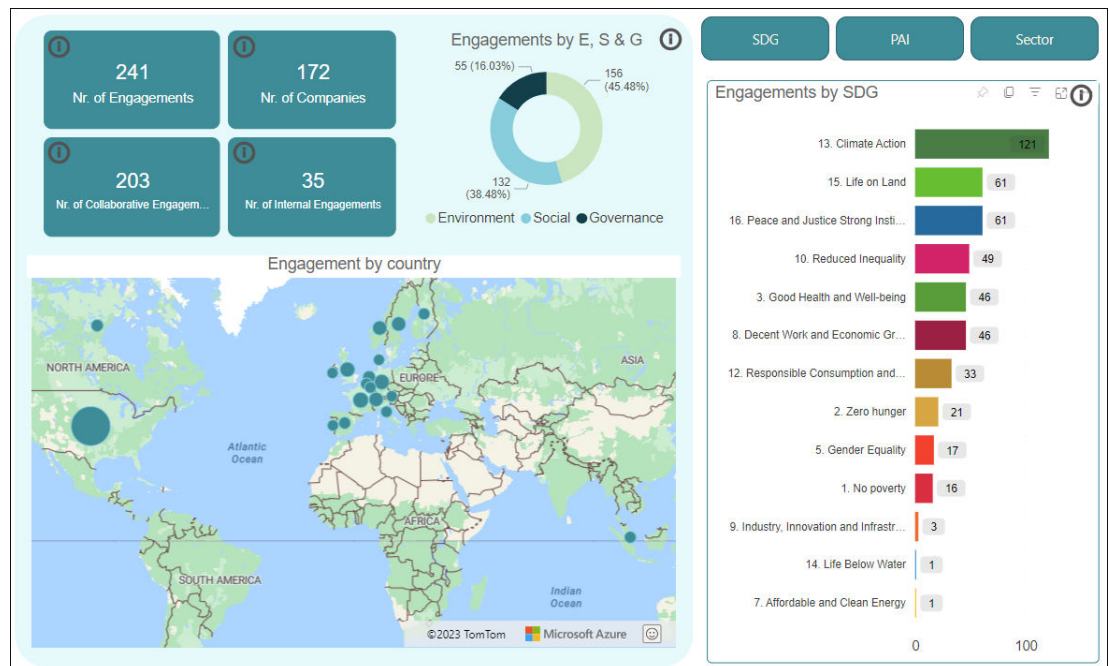 241
Nr. of Engagements
172
Nr. of Companies
203
Nr. of Collaborative Engagem...
35
Nr. of Internal Engagements
Engagements by E, S & G
55 (16.03%)
156
(45.48%)
132
(38.48%)
Environment Social Governance
SDG
PAI
Sector
Engagement by country
NORTH AMERICA
EUROPE
ASIA
Atlantic
Ocean
AFRICA
SOUTH AMERICA
Indian
Ocean
©2023 TomTom
Microsoft Azure
Engagements by SDG
13. Climate Action 121
15. Life on Land 61
16. Peace and Justice Strong Insti... 61
10. Reduced Inequality 49
3. Good Health and Well-being 46
8. Decent Work and Economic Gr... 46
12. Responsible Consumption and... 33
2. Zero hunger 21
5. Gender Equality 17
1. No poverty 16
9. Industry, Innovation and Infrastr... 3
14. Life Below Water 1
7. Affordable and Clean Energy 1
0 100